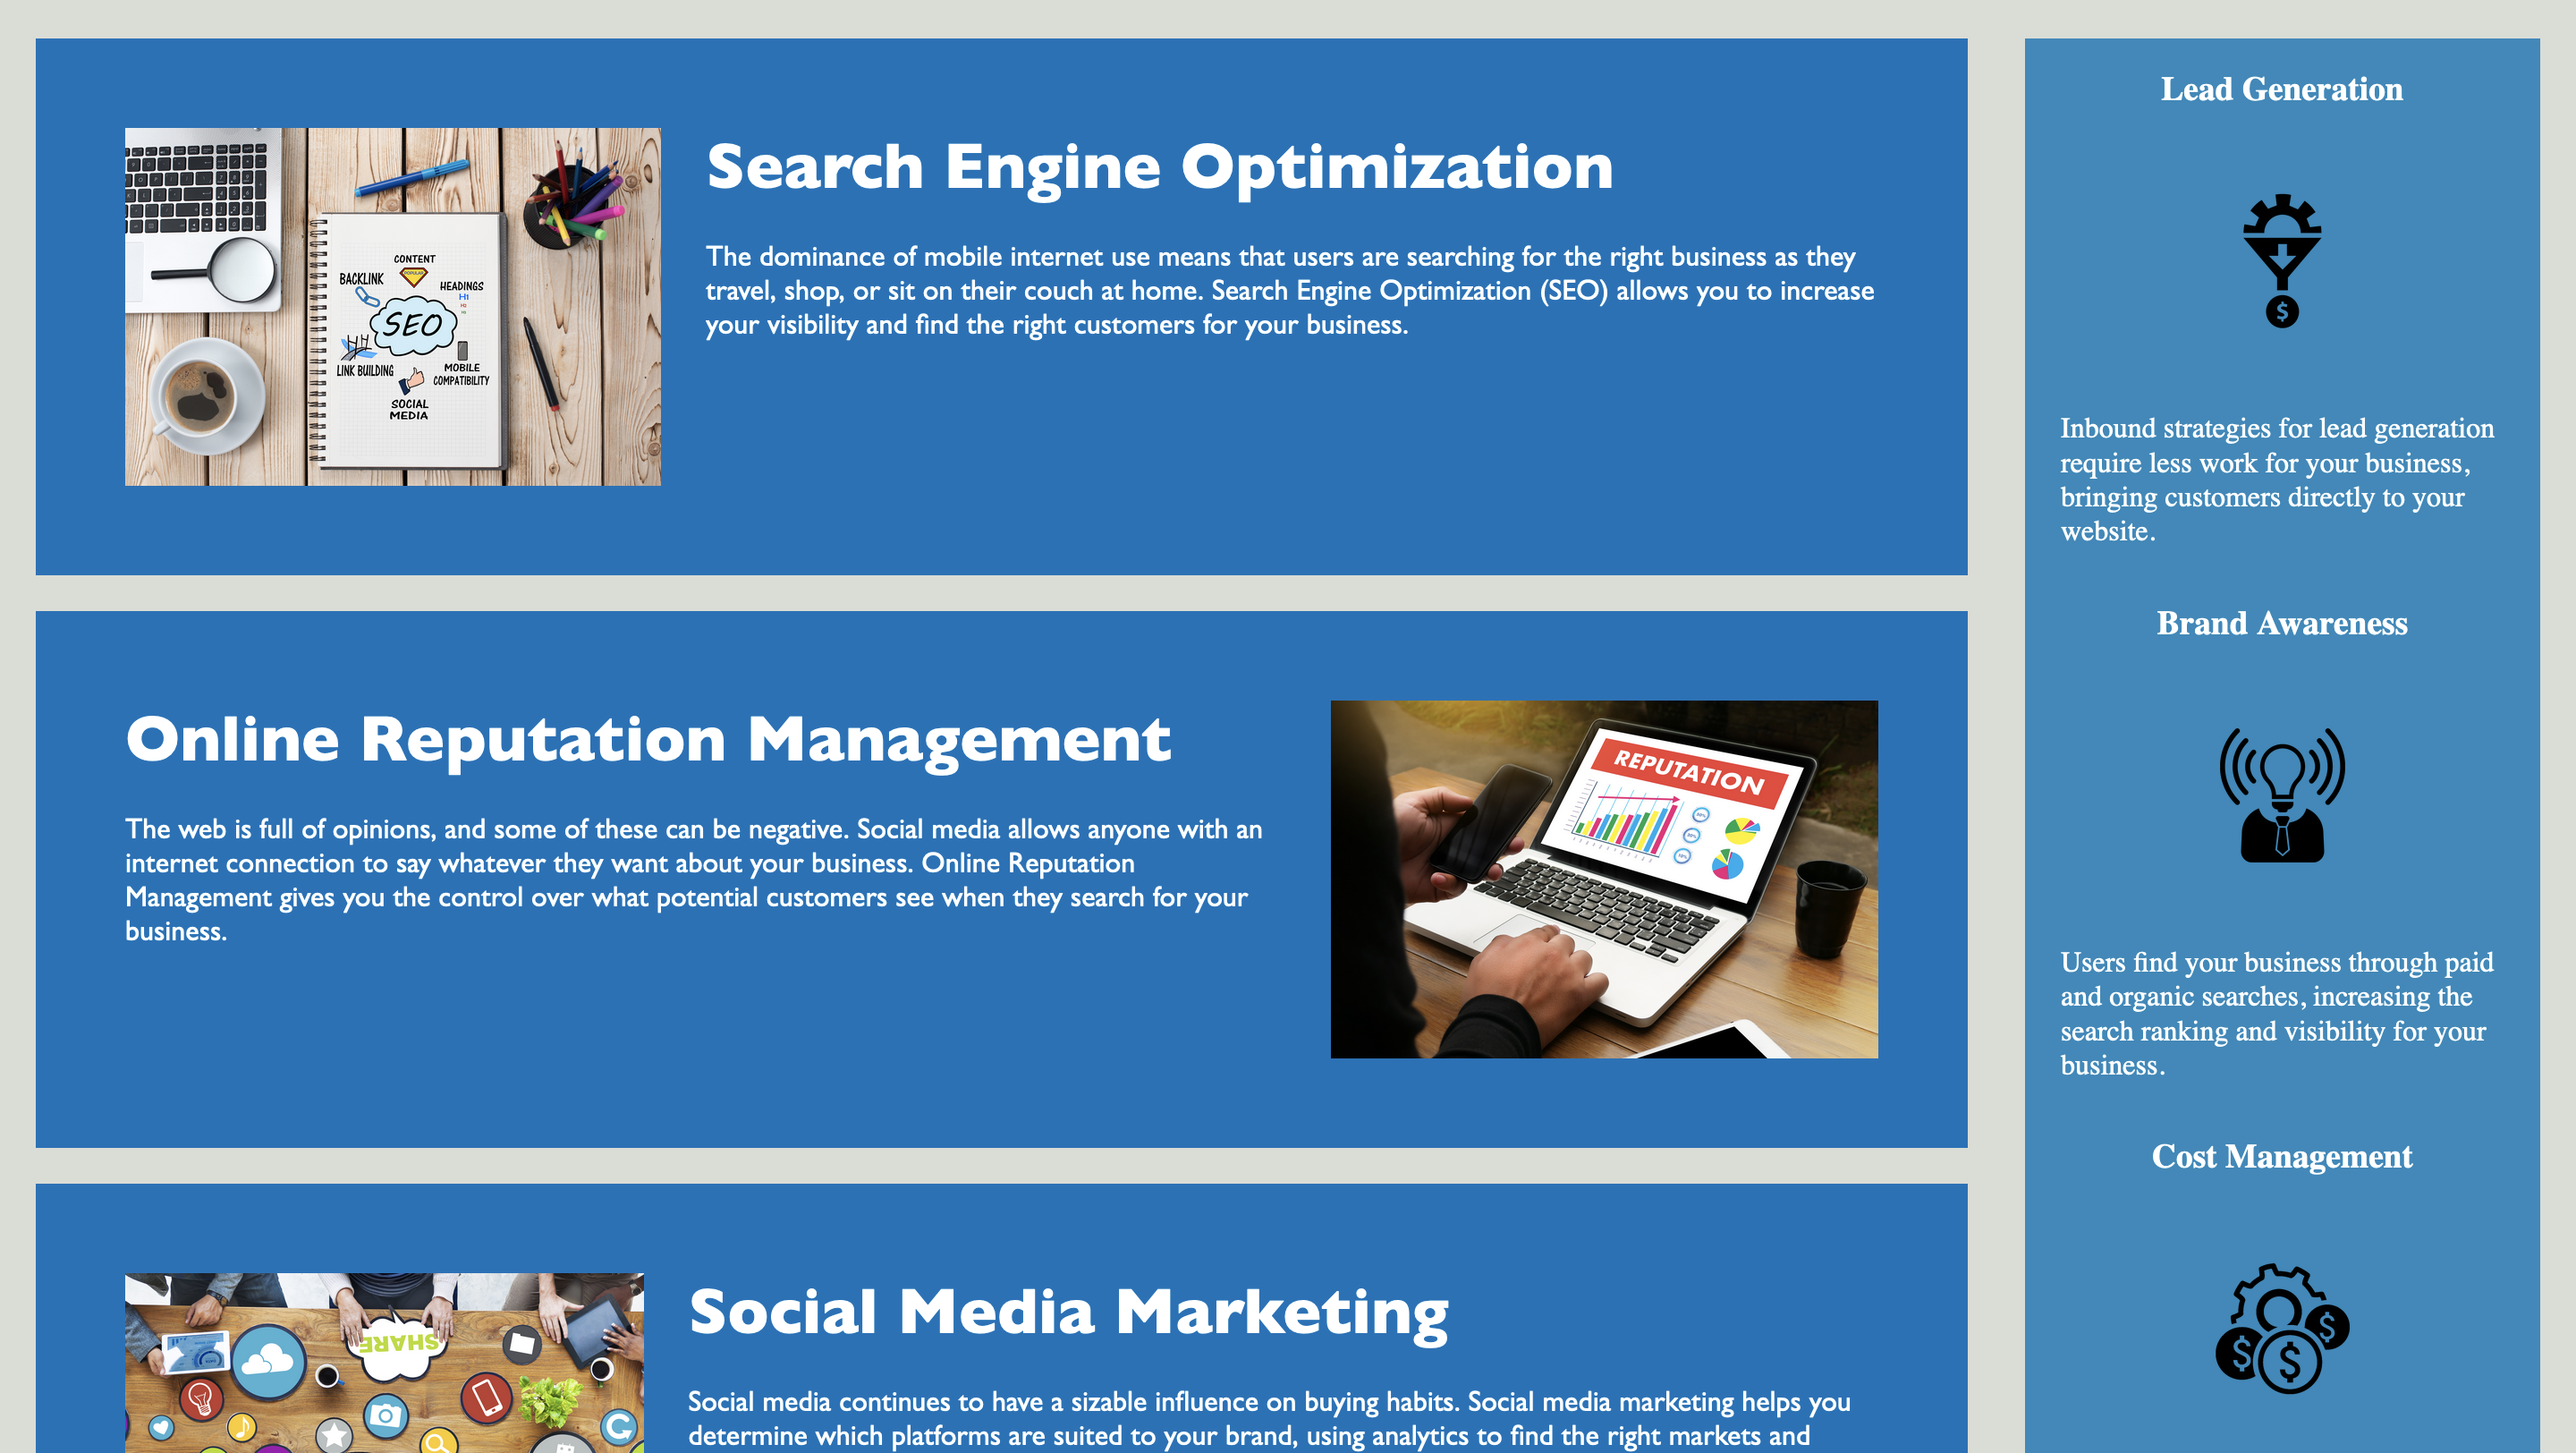 Search Engine Optimization
The dominance of mobile internet use means that users are searching for the right business as they
travel, shop, or sit on their couch at home. Search Engine Optimization (SEO) allows you to increase
your visibility and find the right customers for your business.
CONTENT
POPULAR
BACKLINK
HEADINGS
H1
H2
SEO
LINK BUILDING
MOBILE
COMPATIBILITY
SOCIAL
MEDIA
Online Reputation Management
The web is full of opinions, and some of these can be negative. Social media allows anyone with an
internet connection to say whatever they want about your business. Online Reputation
Management gives you the control over what potential customers see when they search for your
business.
REPUTATION
Social Media Marketing
Social media continues to have a sizable influence on buying habits. Social media marketing helps you
determine which platforms are suited to your brand, using analytics to find the right markets and
SHARE
Lead Generation
$
Inbound strategies for lead generation
require less work for your business,
bringing customers directly to your
website.
Brand Awareness
Users find your business through paid
and organic searches, increasing the
search ranking and visibility for your
business.
Cost Management
$ $ $